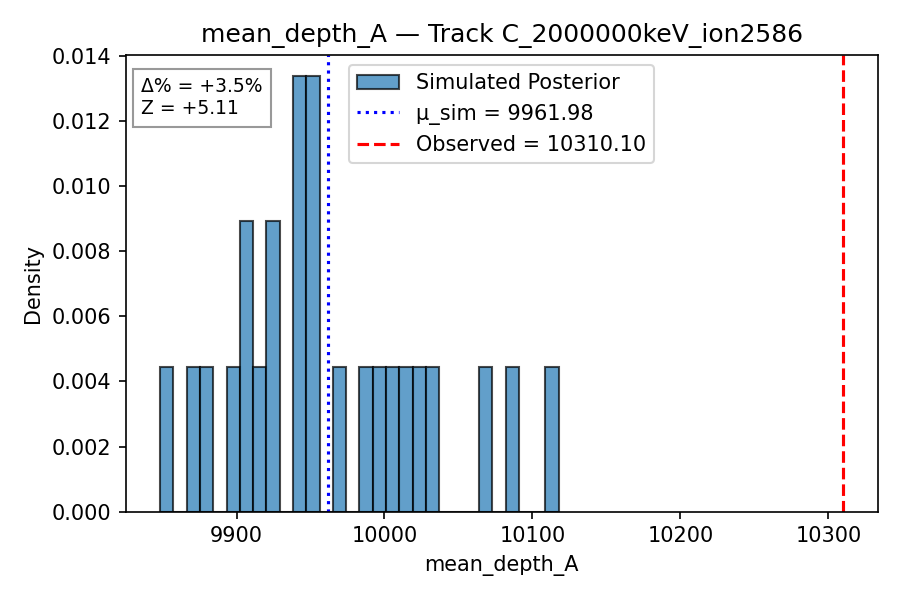 mean_depth_A — Track C_2000000keV_ion2586
Δ% = +3.5%
Z = +5.11
Simulated Posterior
μ_sim = 9961.98
Observed = 10310.10
Density
0.014
0.012
0.010
0.008
0.006
0.004
0.002
0.000
9900
10000
10100
10200
10300
mean_depth_A